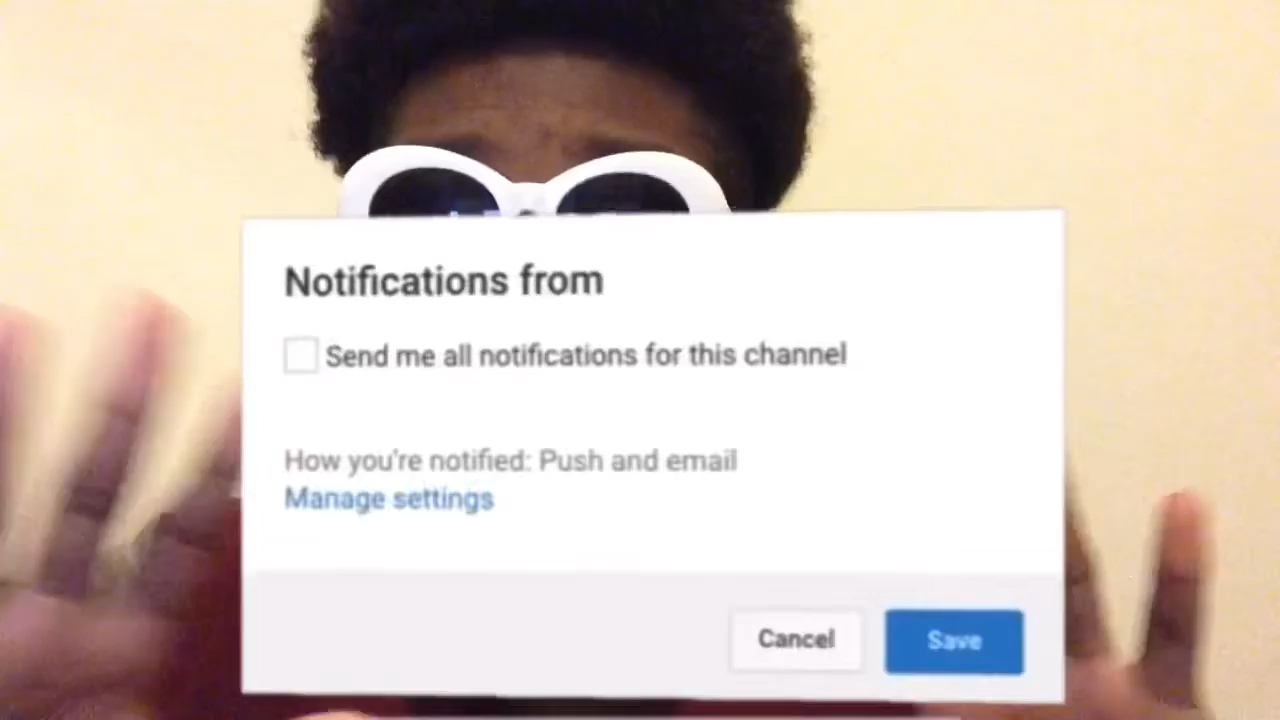 Notifications from
Send me all notifications for this channel
How you're notified: Push and email
Manage settings
Cancel
Save